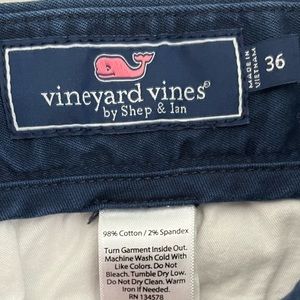 vineyard vines®
by Shep & Ian
MADE IN
VIETNAM
36
98% Cotton / 2% Spandex
Turn Garment Inside Out.
Machine Wash Cold With
Like Colors. Do Not
Bleach. Tumble Dry Low.
Do Not Dry Clean. Warm
Iron If Needed.
RN 134578